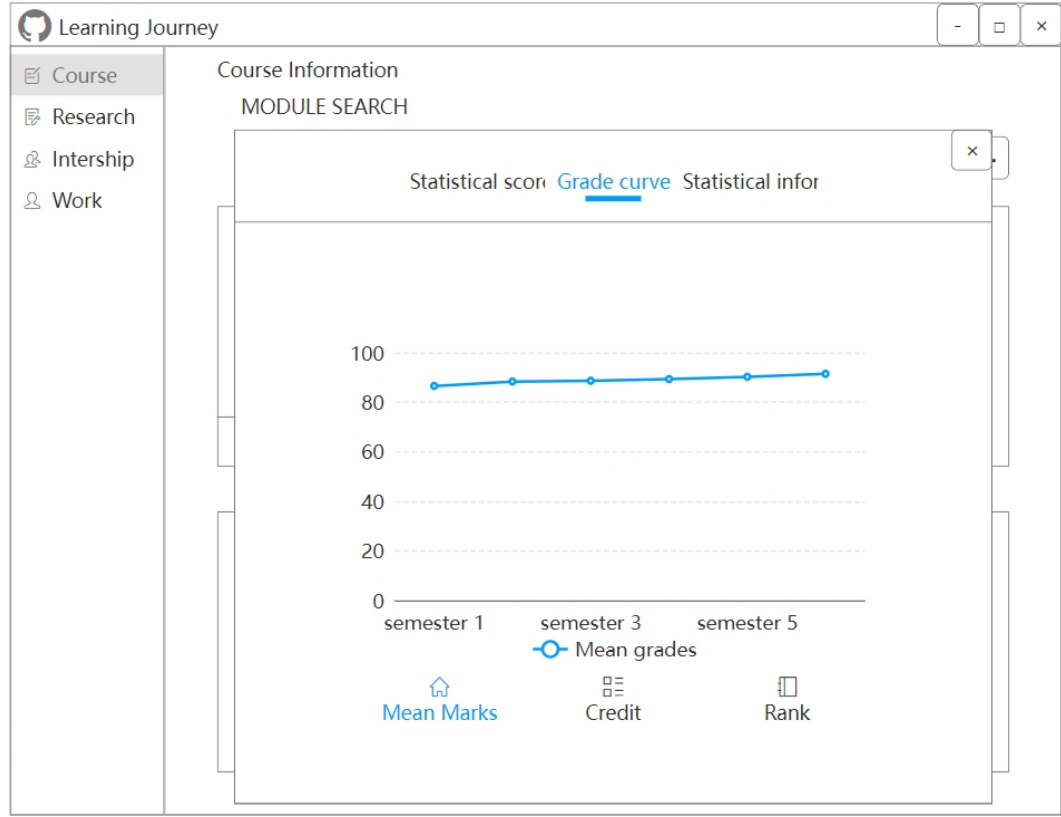 Learning Journey
Course
Research
Intership
Work
Course Information
MODULE SEARCH
Statistical score Grade curve Statistical infor
100
80
60
40
20
0
semester 1 semester 3 semester 5
Mean grades
Mean Marks Credit Rank